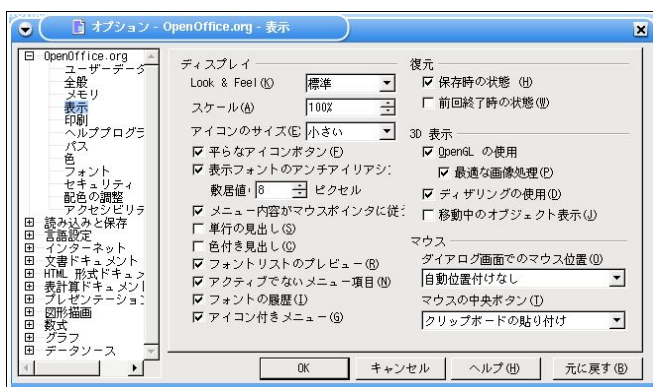 オプション - OpenOffice.org - 表示
OpenOffice.org
ユーザーデータ
全般
メモリ
表示
印刷
ヘルププログラ
パス
色
フォント
セキュリティ
配色の調整
アクセシビリテ
読み込みと保存
言語設定
インターネット
文書ドキュメント
HTML 形式ドキュメ
表計算ドキュメント
プレゼンテーション
図形描画
数式
グラフ
データソース
ディスプレイ
Look & Feel(K) 標準
スケール(A) 100%
アイコンのサイズ(E) 小さい
平らなアイコンボタン(F)
表示フォントのアンチアイリアシン
敷居値: 8 ピクセル
メニュー内容がマウスポインタに従う
単行の見出し(S)
色付き見出し(C)
フォントリストのプレビュー(R)
アクティブでないメニュー項目(N)
フォントの履歴(I)
アイコン付きメニュー(G)
復元
保存時の状態 (H)
前回終了時の状態(W)
3D 表示
OpenGL の使用
最適な画像処理(P)
ディザリングの使用(D)
移動中のオブジェクト表示(J)
マウス
ダイアログ画面でのマウス位置(O)
自動位置付けなし
マウスの中央ボタン(T)
クリップボードの貼り付け
OK
キャンセル
ヘルプ(H)
元に戻す(B)